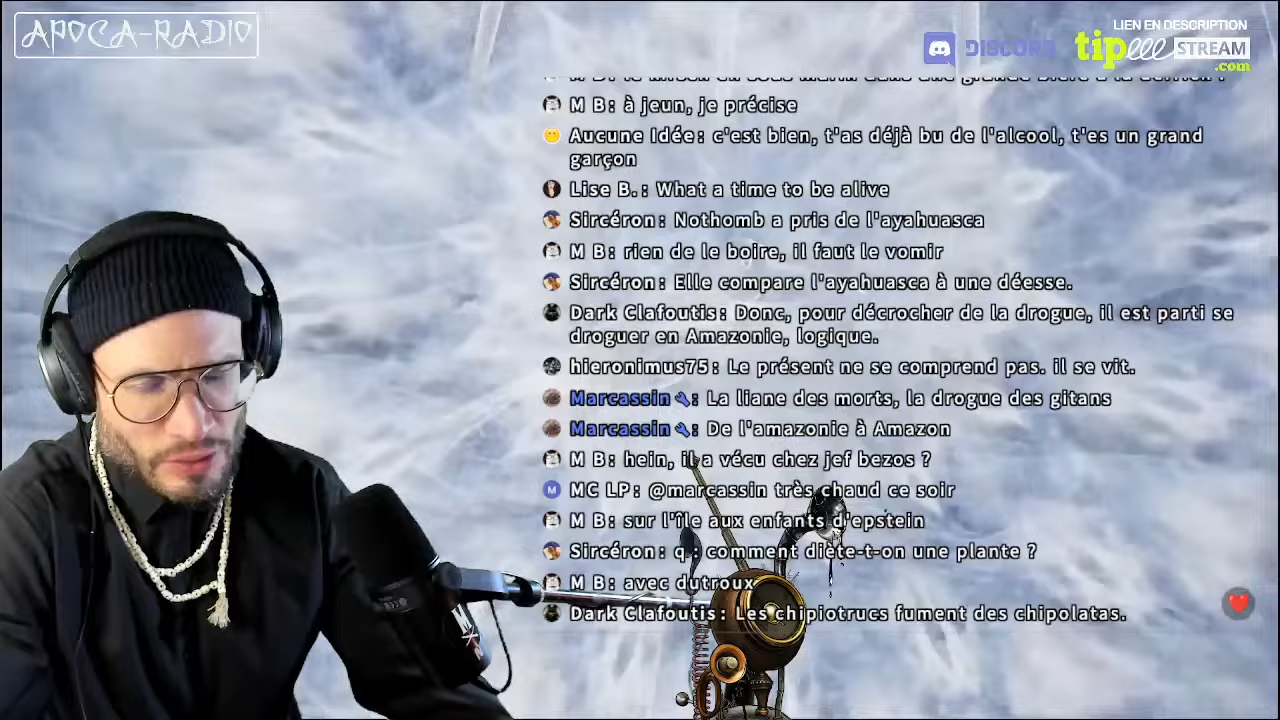 APOCA-RADIO
LIEN EN DESCRIPTION
DISCORD
tipeee STREAM
.com
M B: à jeun, je précise
Aucune Idée: c'est bien, t'as déjà bu de l'alcool, t'es un grand
garçon
Lise B.: What a time to be alive
Sircéron: Nothomb a pris de l'ayahuasca
M B: rien de le boire, il faut le vomir
Sircéron: Elle compare l'ayahuasca à une déesse.
Dark Clafoutis: Donc, pour décrocher de la drogue, il est parti se
droguer en Amazonie, logique.
hieronimus75: Le présent ne se comprend pas. il se vit.
Marcassin: La liane des morts, la drogue des gitans
Marcassin: De l'amazonie à Amazon
M B: hein, il a vécu chez jef bezos ?
M
MC LP: @marcassin très chaud ce soir
M B: sur l'île aux enfants d'epstein
Sircéron: q : comment diète-t-on une plante ?
M B: avec dutroux
Dark Clafoutis: Les chipiotrucs fument des chipolatas.